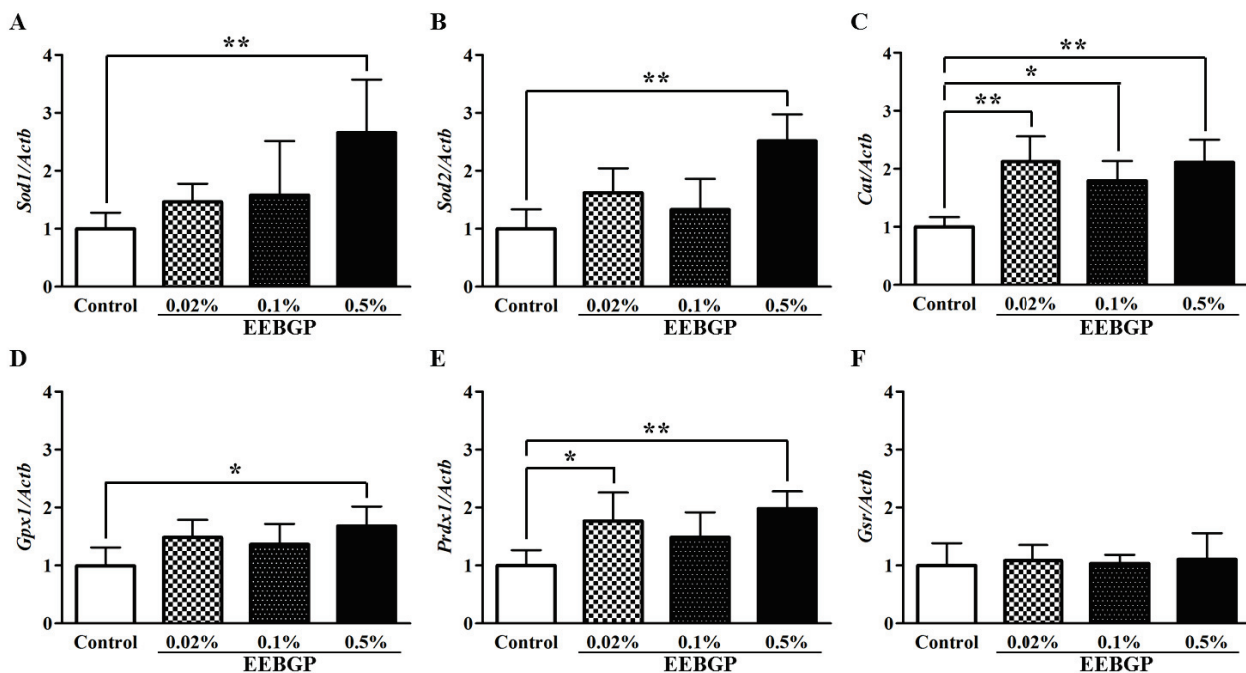 A
Sod1/Actb
4
3
2
1
0
**
Control 0.02% 0.1% 0.5%
EEBGP
B
Sod2/Actb
4
3
2
1
0
**
Control 0.02% 0.1% 0.5%
EEBGP
C
Cat/Actb
4
3
2
1
0
**
*
**
Control 0.02% 0.1% 0.5%
EEBGP
D
Gpx1/Actb
4
3
2
1
0
*
Control 0.02% 0.1% 0.5%
EEBGP
E
Prdx1/Actb
4
3
2
1
0
**
*
Control 0.02% 0.1% 0.5%
EEBGP
F
Gsr/Actb
4
3
2
1
0
Control 0.02% 0.1% 0.5%
EEBGP